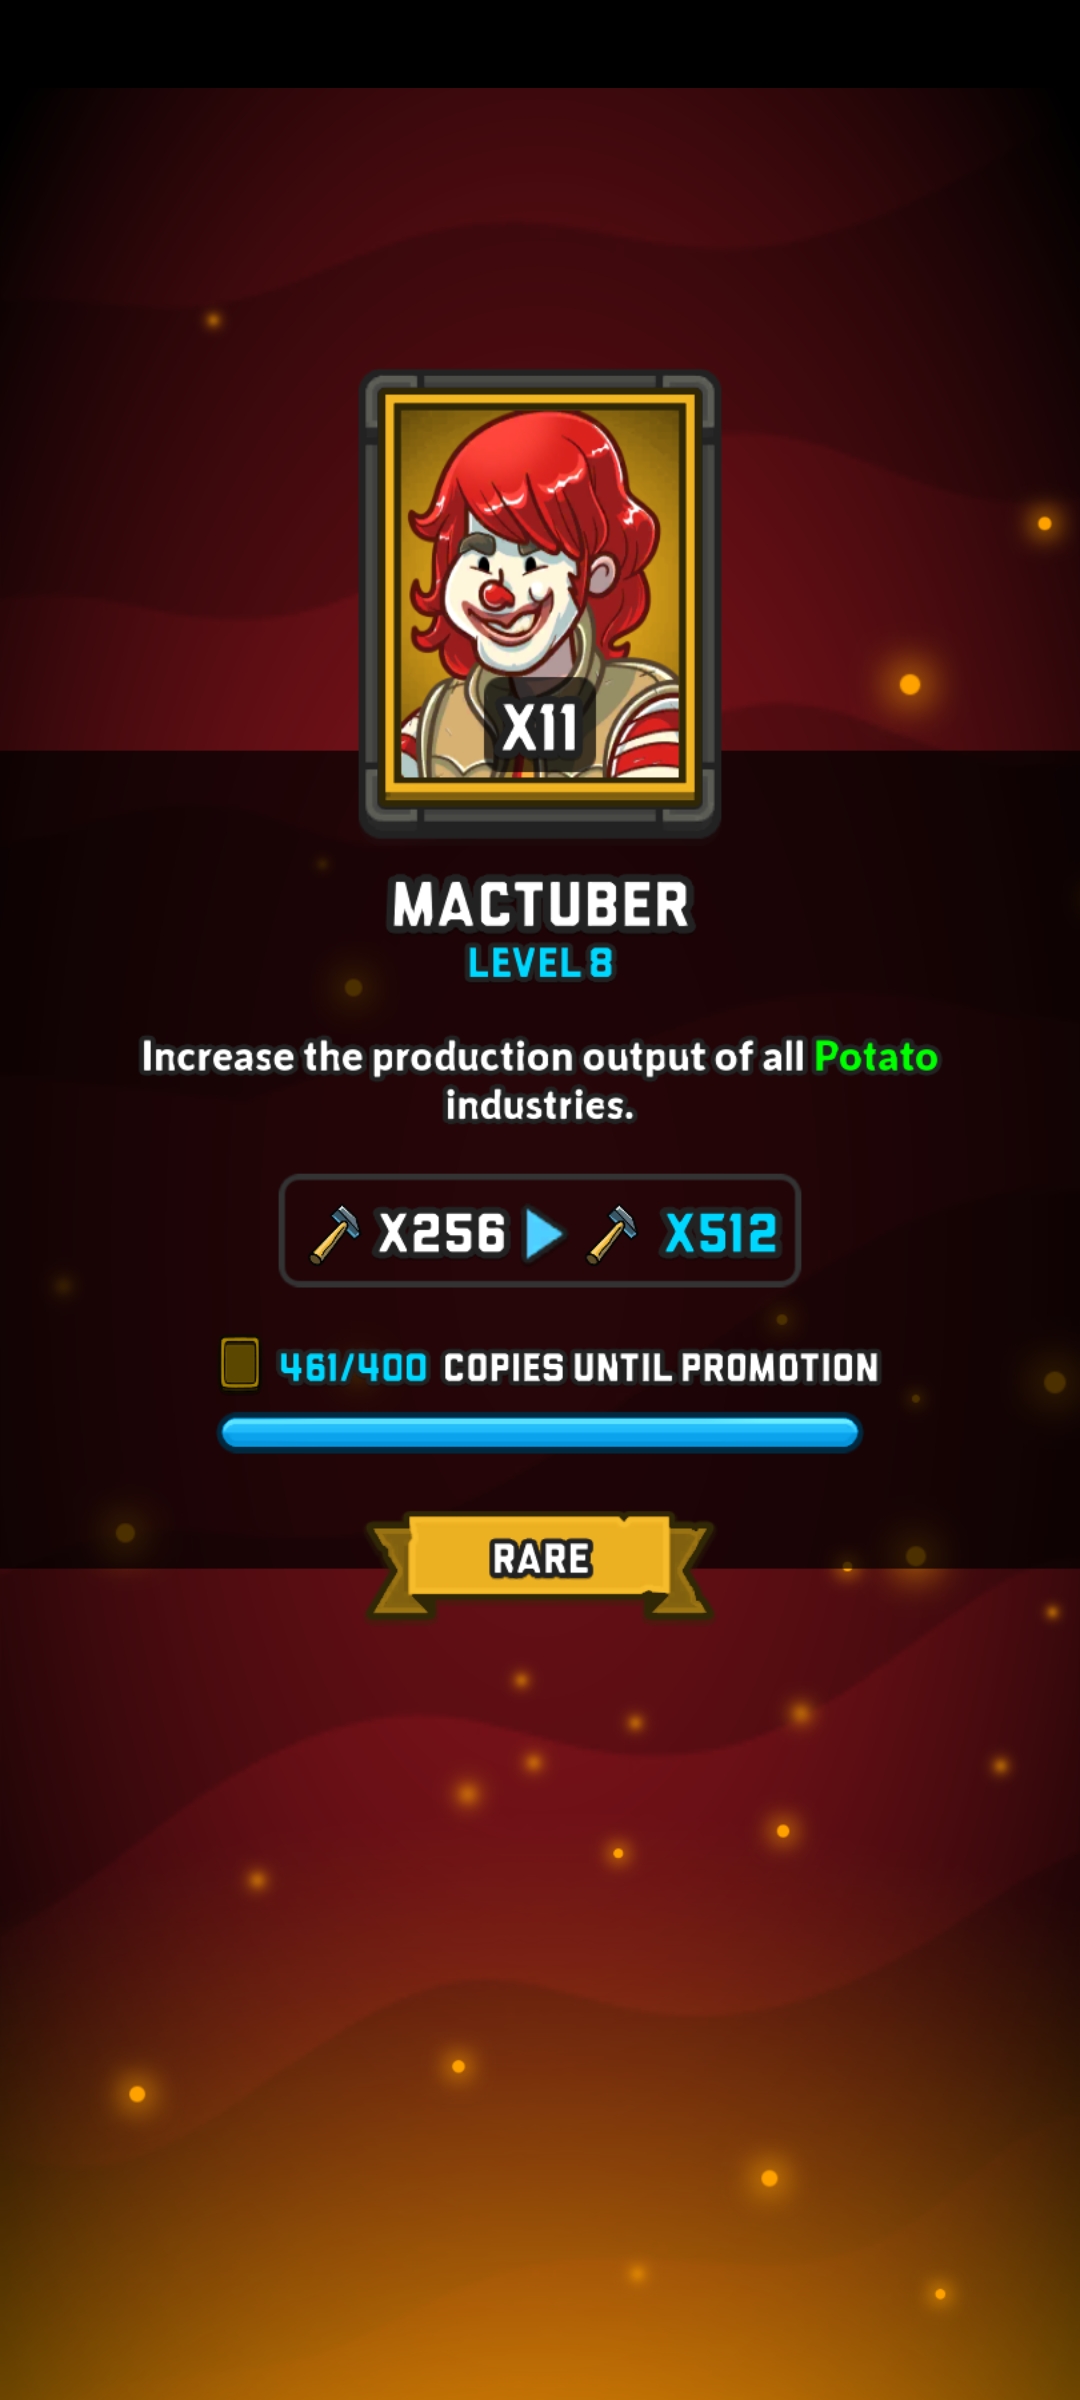 X11
MACTUBER
LEVEL 8
Increase the production output of all Potato
industries.
X256 X512
461/400 COPIES UNTIL PROMOTION
RARE